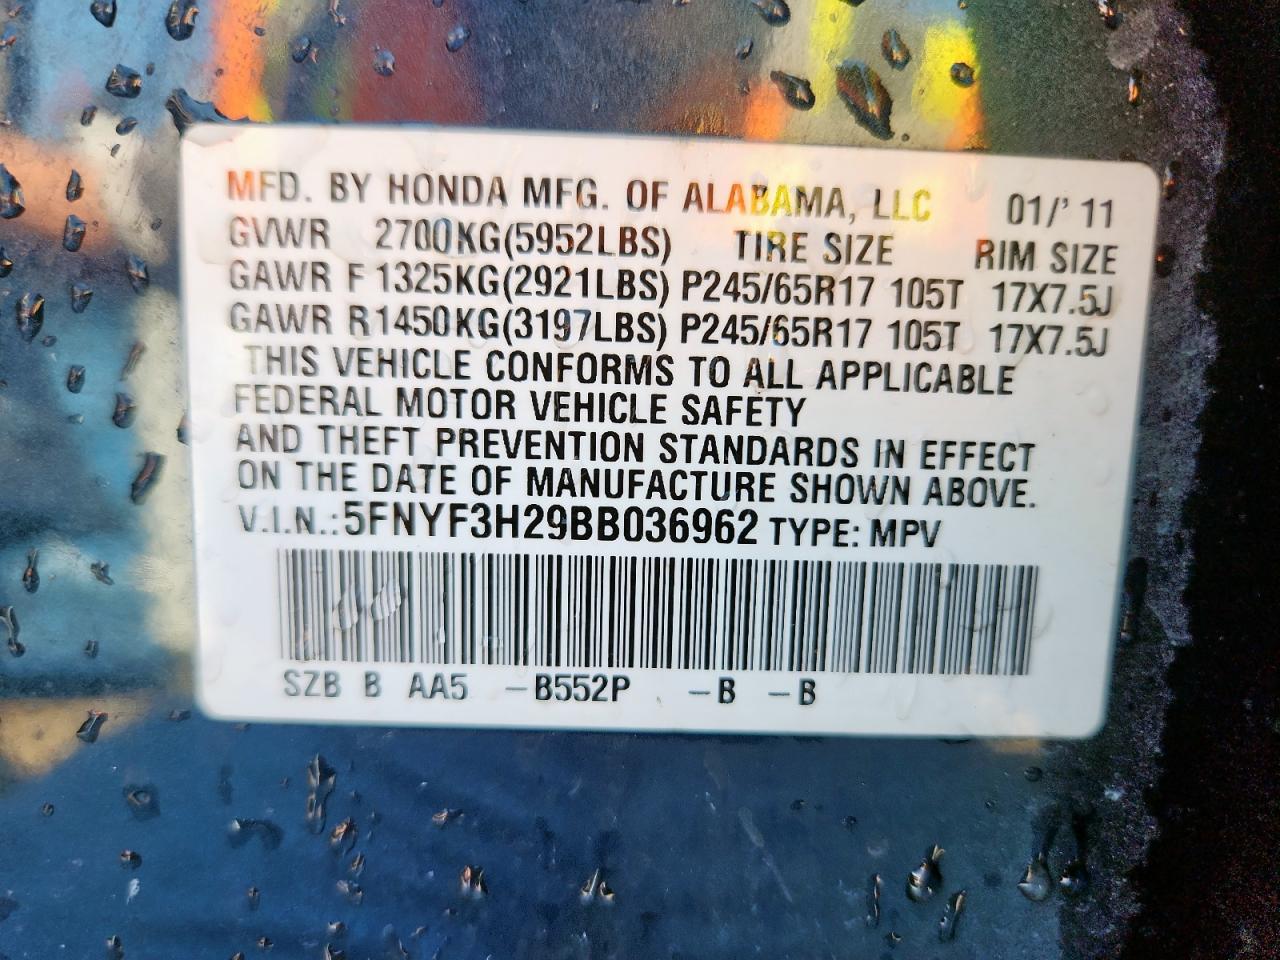 MFD. BY HONDA MFG. OF ALABAMA, LLC 01/'11
GVWR 2700KG(5952LBS) TIRE SIZE RIM SIZE
GAWR F 1325KG(2921LBS) P245/65R17 105T 17X7.5J
GAWR R1450KG(3197LBS) P245/65R17 105T 17X7.5J
THIS VEHICLE CONFORMS TO ALL APPLICABLE
FEDERAL MOTOR VEHICLE SAFETY
AND THEFT PREVENTION STANDARDS IN EFFECT
ON THE DATE OF MANUFACTURE SHOWN ABOVE.
V.I.N.:5FNYF3H29BB036962 TYPE: MPV
SZB B AA5 –B552P –B –B